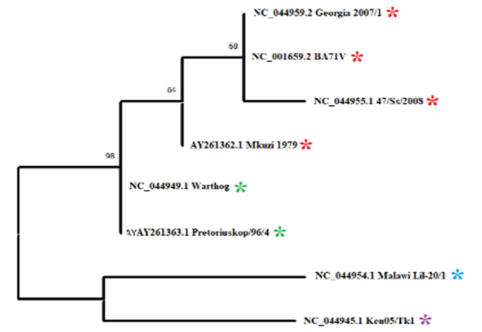 NC_044959.2 Georgia 2007/1
68
NC_001659.2 BA71V
64
NC_044955.1 47/Ss/2008
AY261362.1 Mkuzi 1979
98
NC_044949.1 Warthog
AYAY261363.1 Pretoriuskop/96/4
NC_044954.1 Malawi Lil-20/1
NC_044945.1 Ken05/Tk1